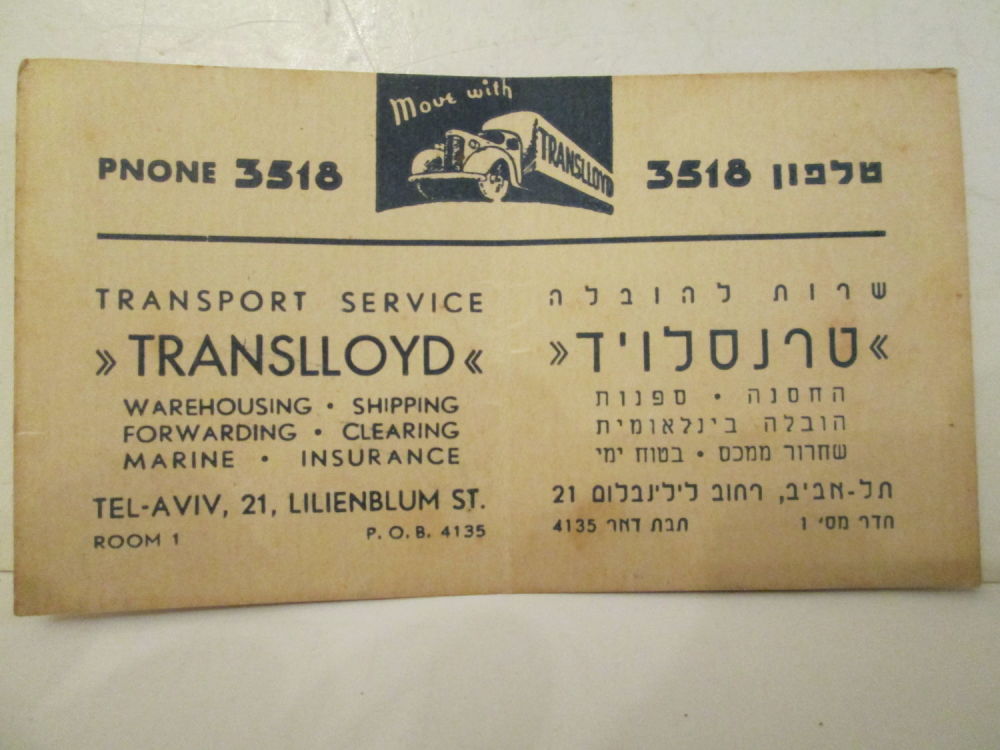 Move with
TRANSLLOYD
PNONE 3518
טלפון 3518
TRANSPORT SERVICE
» TRANSLLOYD «
WAREHOUSING • SHIPPING
FORWARDING • CLEARING
MARINE • INSURANCE
TEL-AVIV, 21, LILIENBLUM ST.
ROOM 1 P. O. B. 4135
שרות להובלה
»טרנסלויד«
החסנה • ספנות
הובלה בינלאומית
שחרור ממכס • בטוח ימי
תל-אביב, רחוב לילינבלום 21
חדר מס' 1 תבת דאר 4135